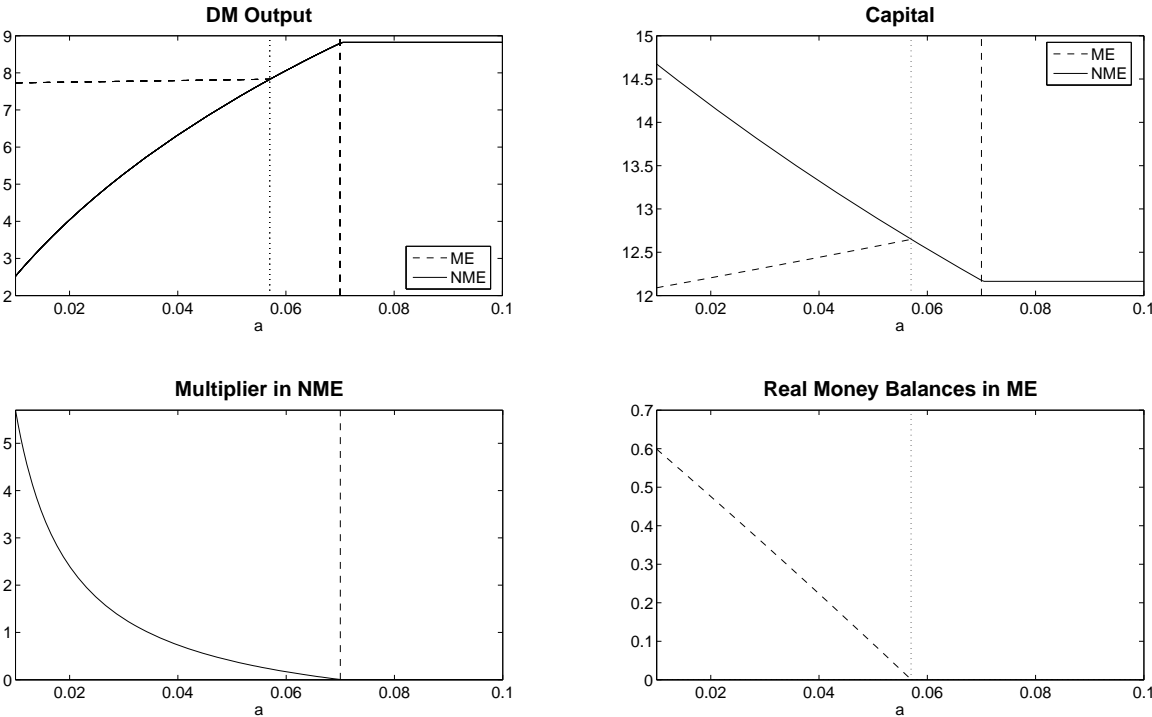 DM Output
9
8
7
6
5
4
3
2
0.02 0.04 0.06 0.08 0.1
a
ME
NME
Capital
15
14.5
14
13.5
13
12.5
12
0.02 0.04 0.06 0.08 0.1
a
ME
NME
Multiplier in NME
5
4
3
2
1
0
0.02 0.04 0.06 0.08 0.1
a
Real Money Balances in ME
0.7
0.6
0.5
0.4
0.3
0.2
0.1
0
0.02 0.04 0.06 0.08 0.1
a